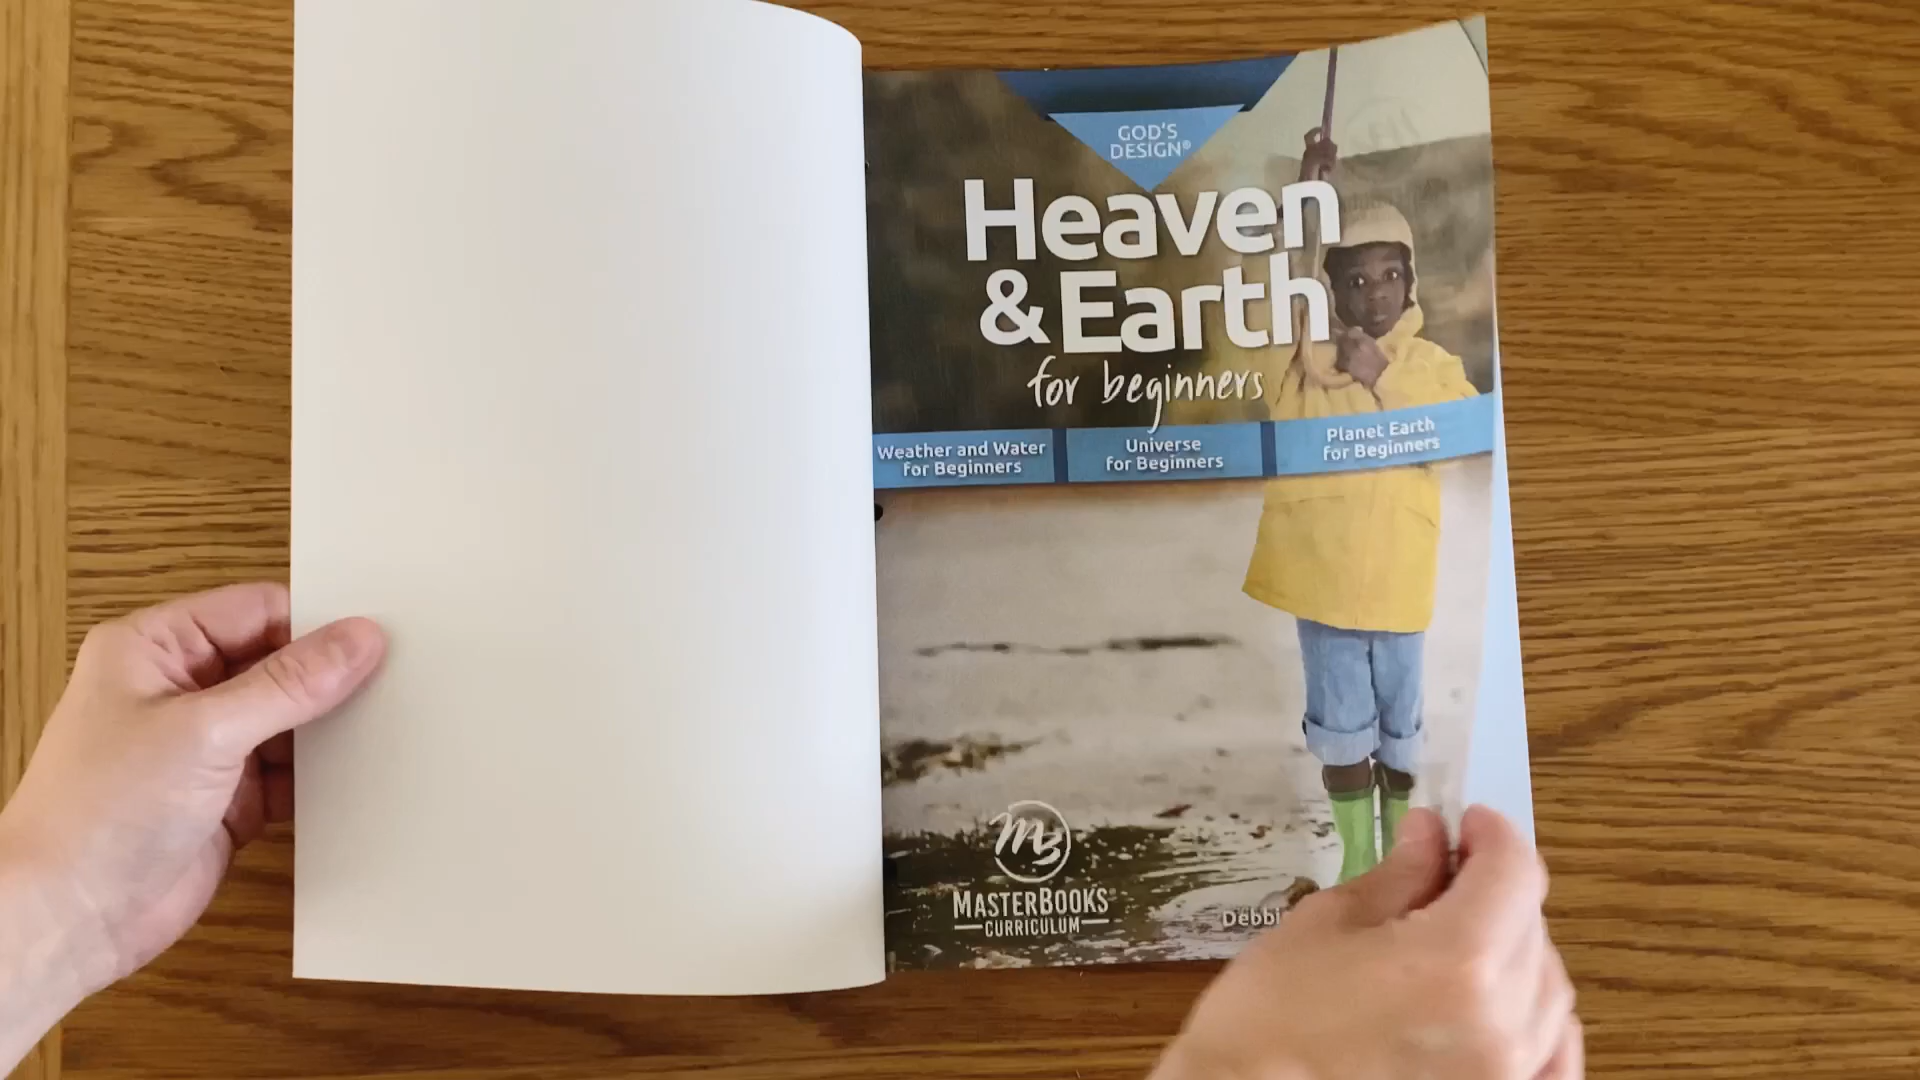 GOD'S
DESIGN®
Heaven
& Earth
for beginners
Weather and Water
for Beginners
Universe
for Beginners
Planet Earth
for Beginners
MB
MASTERBOOKS®
CURRICULUM